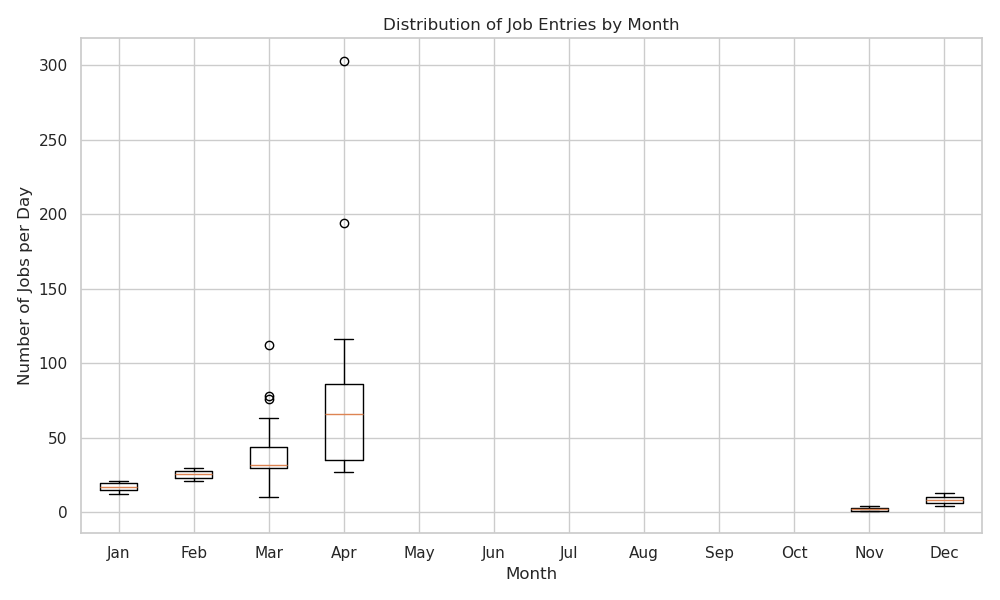 Distribution of Job Entries by Month
Number of Jobs per Day
300
250
200
150
100
50
0
Jan Feb Mar Apr May Jun Jul Aug Sep Oct Nov Dec
Month